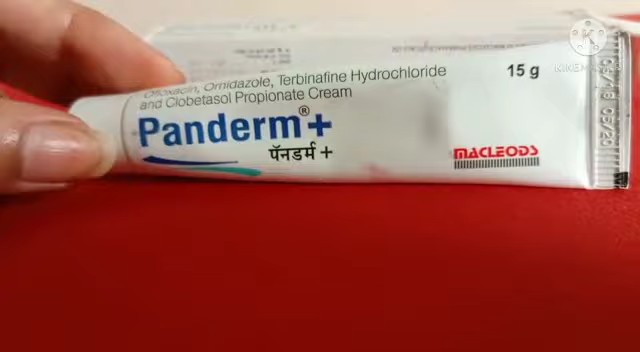 Ofloxacin, Ornidazole, Terbinafine Hydrochloride
and Clobetasol Propionate Cream
15 g
Panderm®+
पॅनडर्म +
MACLEODS